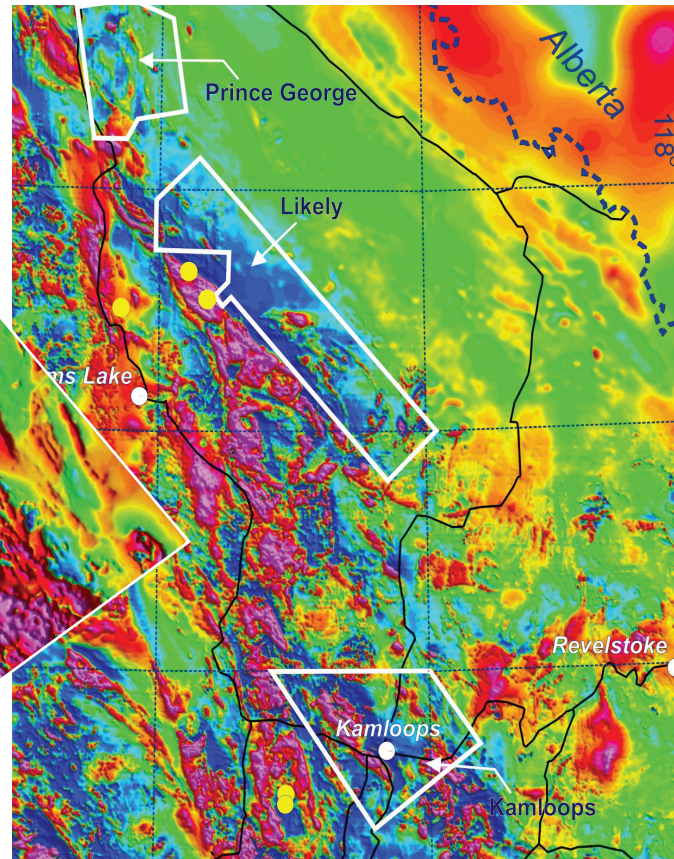 Alberta
118°
Prince George
Likely
ms Lake
Revelstoke
Kamloops
Kamloops